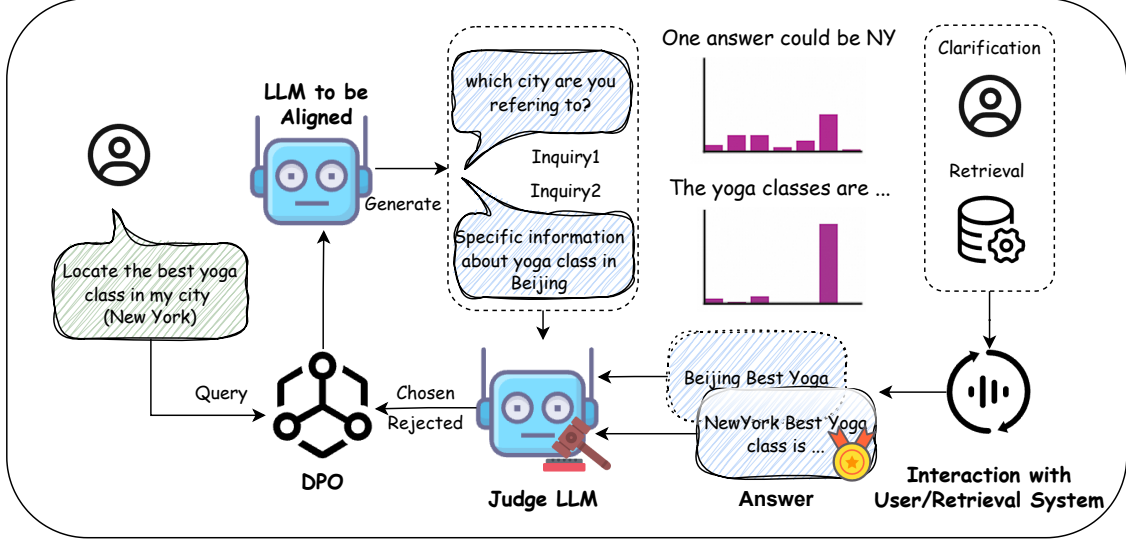 LLM to be
Aligned
Locate the best yoga
class in my city
(New York)
Query
DPO
Generate
which city are you
refering to?
Inquiry1
Inquiry2
Specific information
about yoga class in
Beijing
One answer could be NY
The yoga classes are ...
Clarification
Retrieval
Chosen
Rejected
Judge LLM
Beijing Best Yoga
NewYork Best Yoga
class is ...
Answer
Interaction with
User/Retrieval System